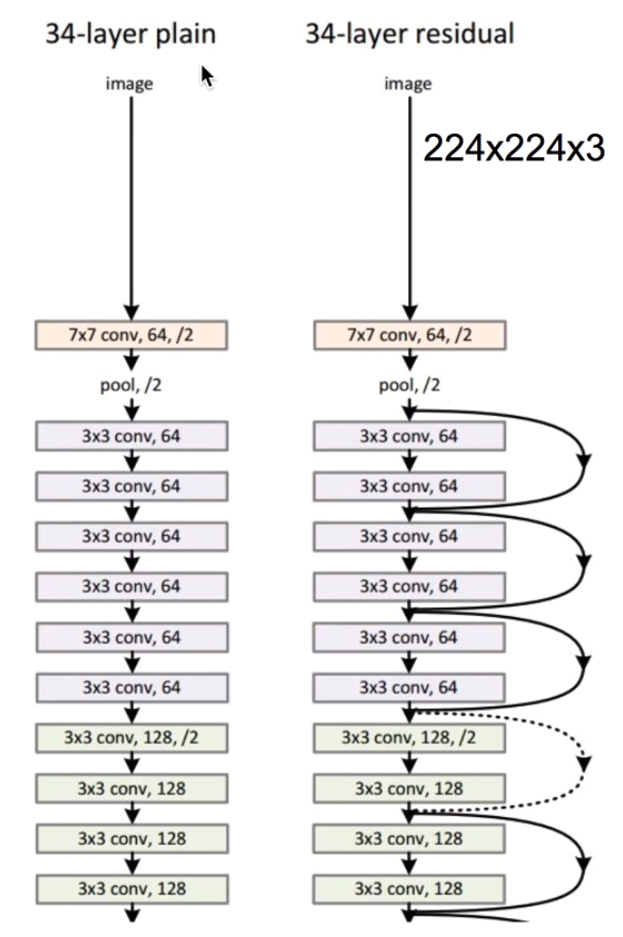 34-layer plain
image
7x7 conv, 64, /2
pool, /2
3x3 conv, 64
3x3 conv, 64
3x3 conv, 64
3x3 conv, 64
3x3 conv, 64
3x3 conv, 64
3x3 conv, 128, /2
3x3 conv, 128
3x3 conv, 128
3x3 conv, 128
34-layer residual
image
224x224x3
7x7 conv, 64, /2
pool, /2
3x3 conv, 64
3x3 conv, 64
3x3 conv, 64
3x3 conv, 64
3x3 conv, 64
3x3 conv, 64
3x3 conv, 128, /2
3x3 conv, 128
3x3 conv, 128
3x3 conv, 128